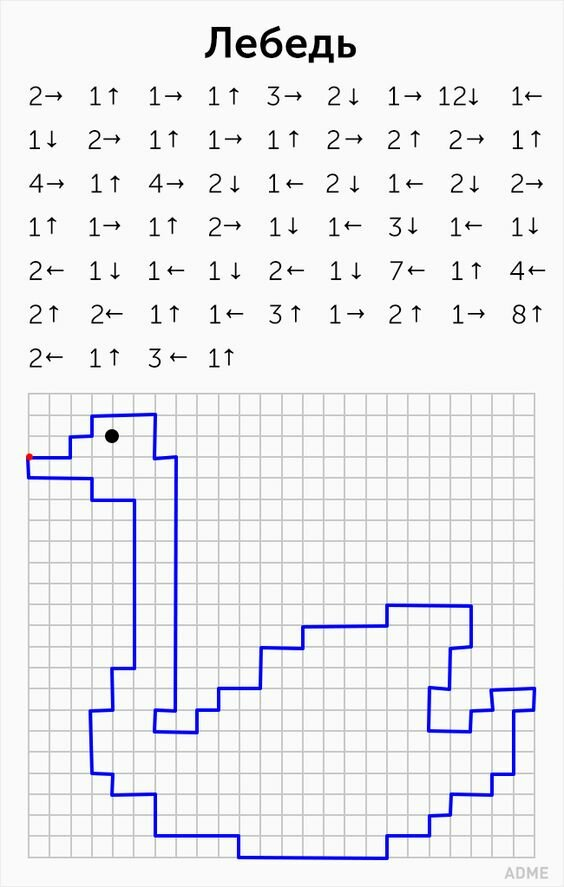 Лебедь
2→ 1↑ 1→ 1↑ 3→ 2↓ 1→ 12↓ 1←
1↓ 2→ 1↑ 1→ 1↑ 2→ 2↑ 2→ 1↑
4→ 1↑ 4→ 2↓ 1← 2↓ 1← 2↓ 2→
1↑ 1→ 1↑ 2→ 1↓ 1← 3↓ 1← 1↓
2← 1↓ 1← 1↓ 2← 1↓ 7← 1↑ 4←
2↑ 2← 1↑ 1← 3↑ 1→ 2↑ 1→ 8↑
2← 1↑ 3← 1↑
ADME